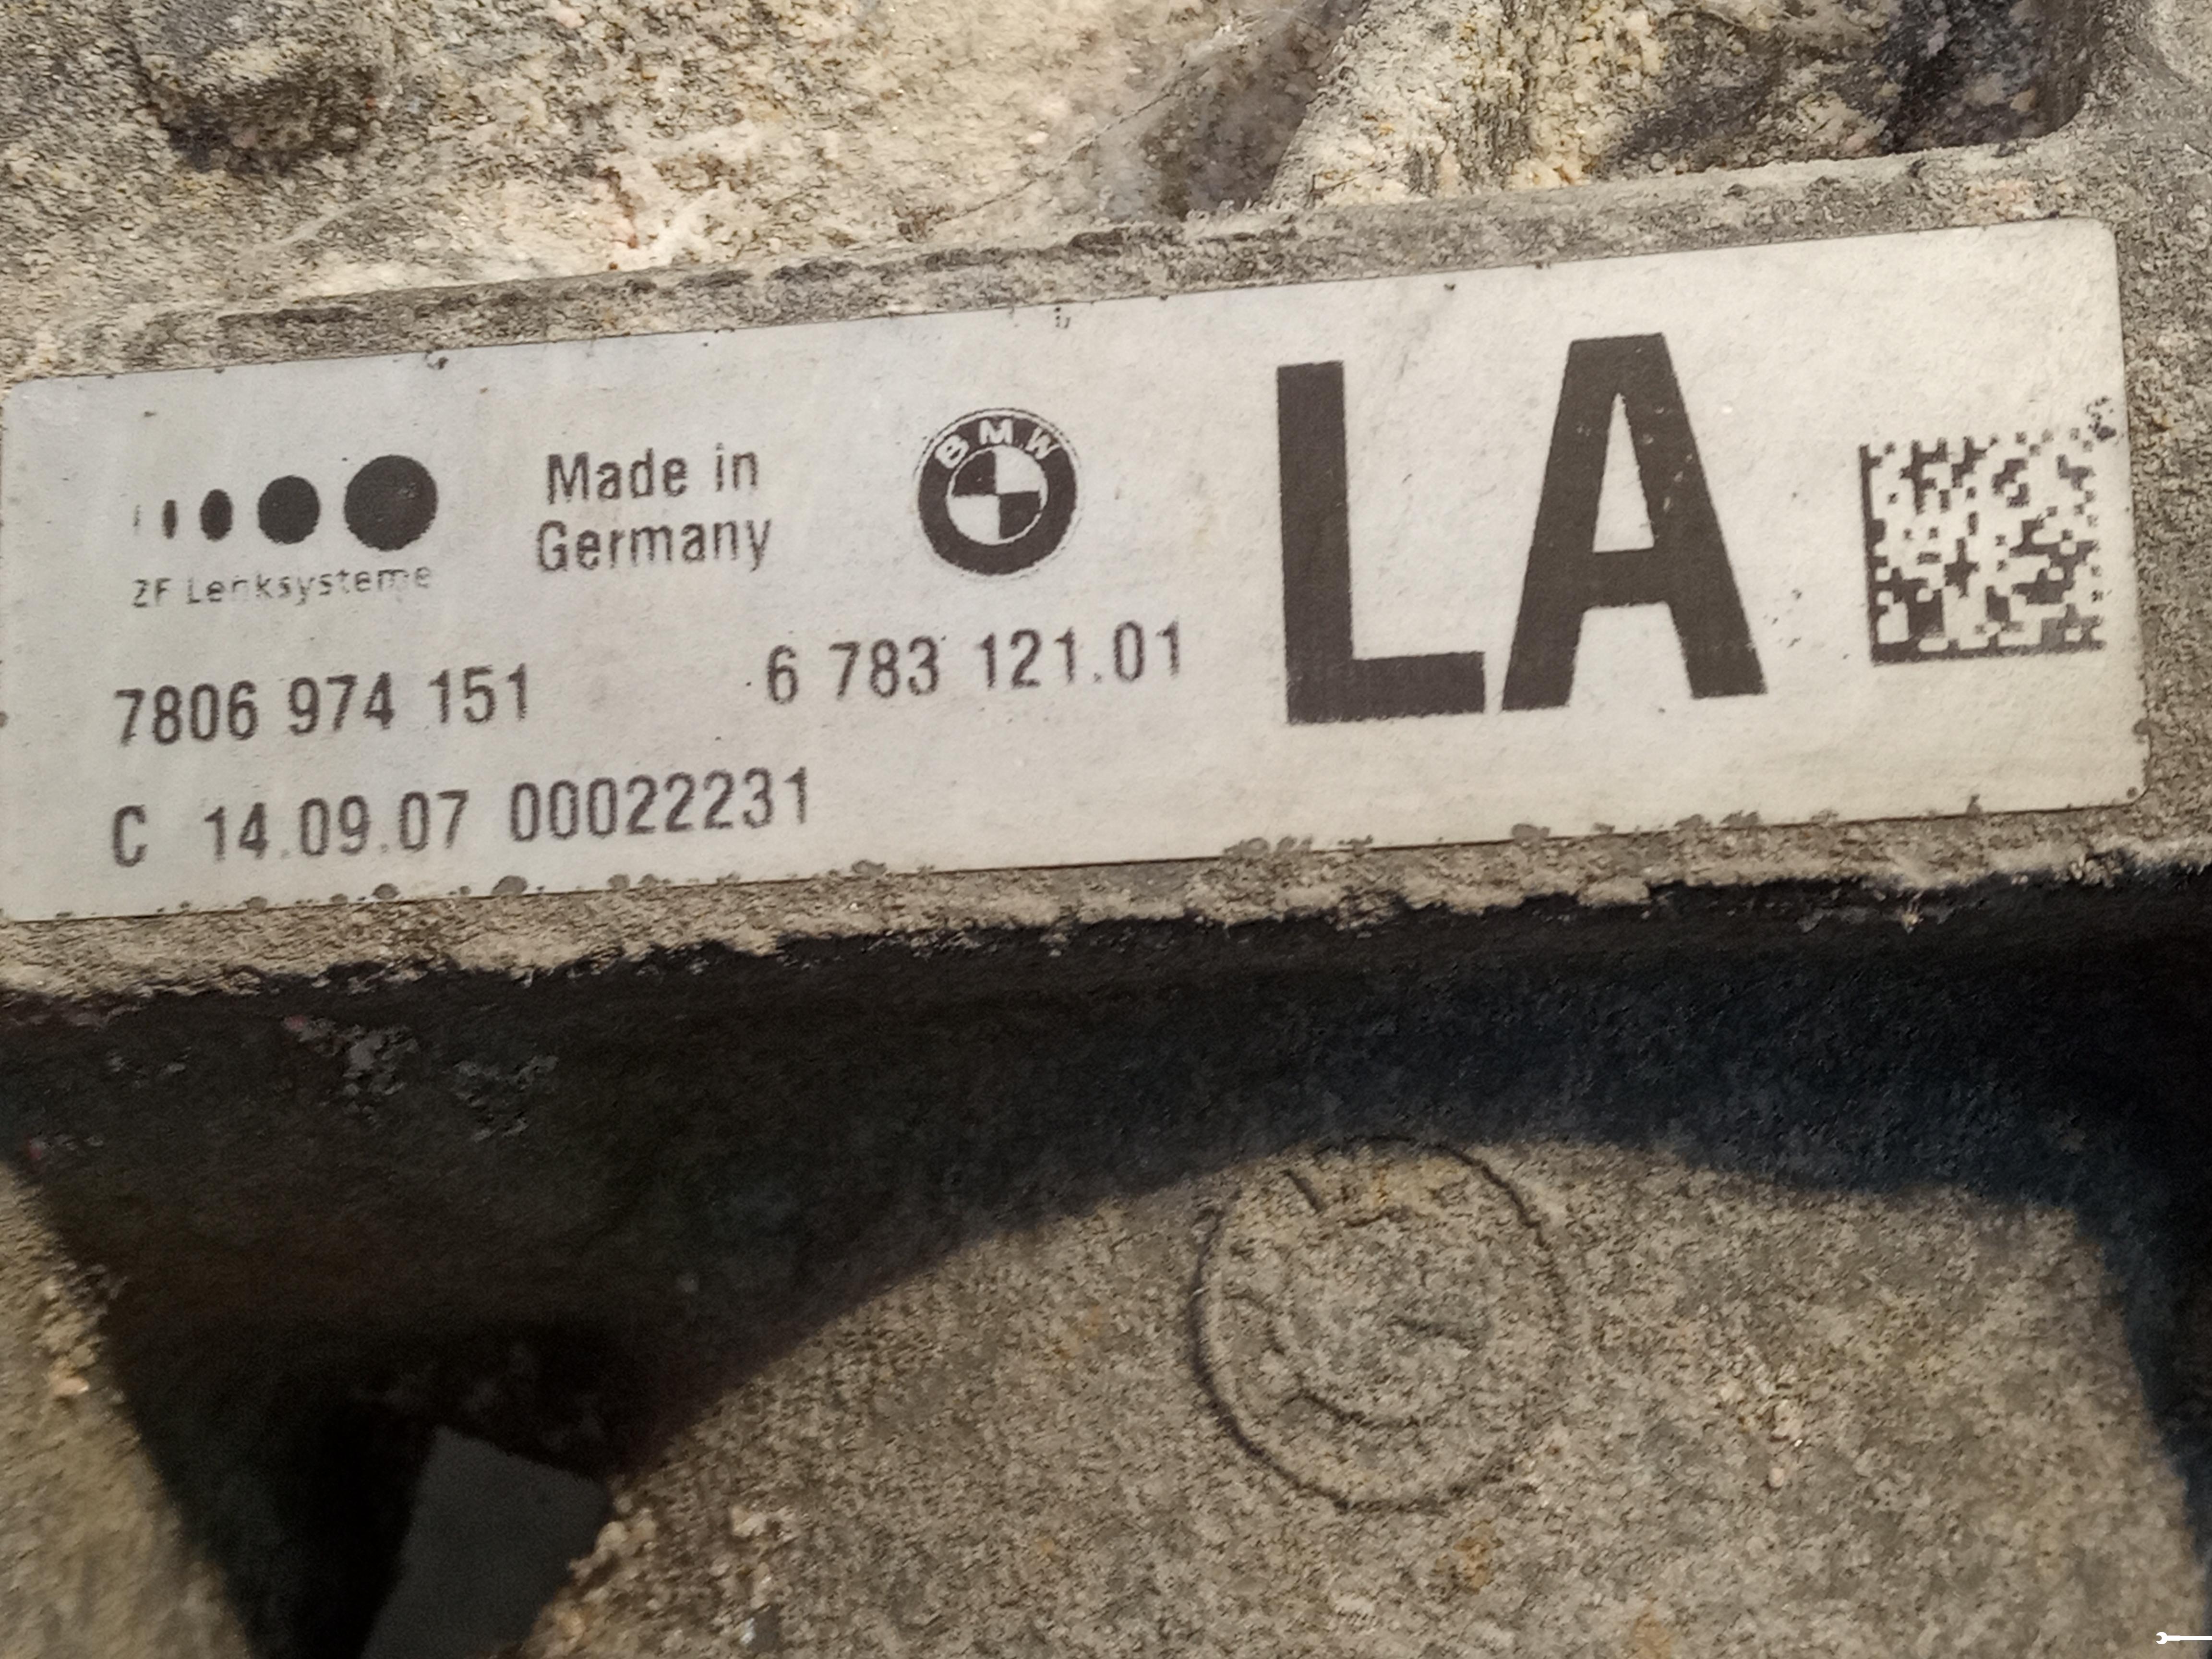 ZF Lenksysteme
Made in
Germany
BMW
LA
7806 974 151
6 783 121.01
C 14.09.07 00022231